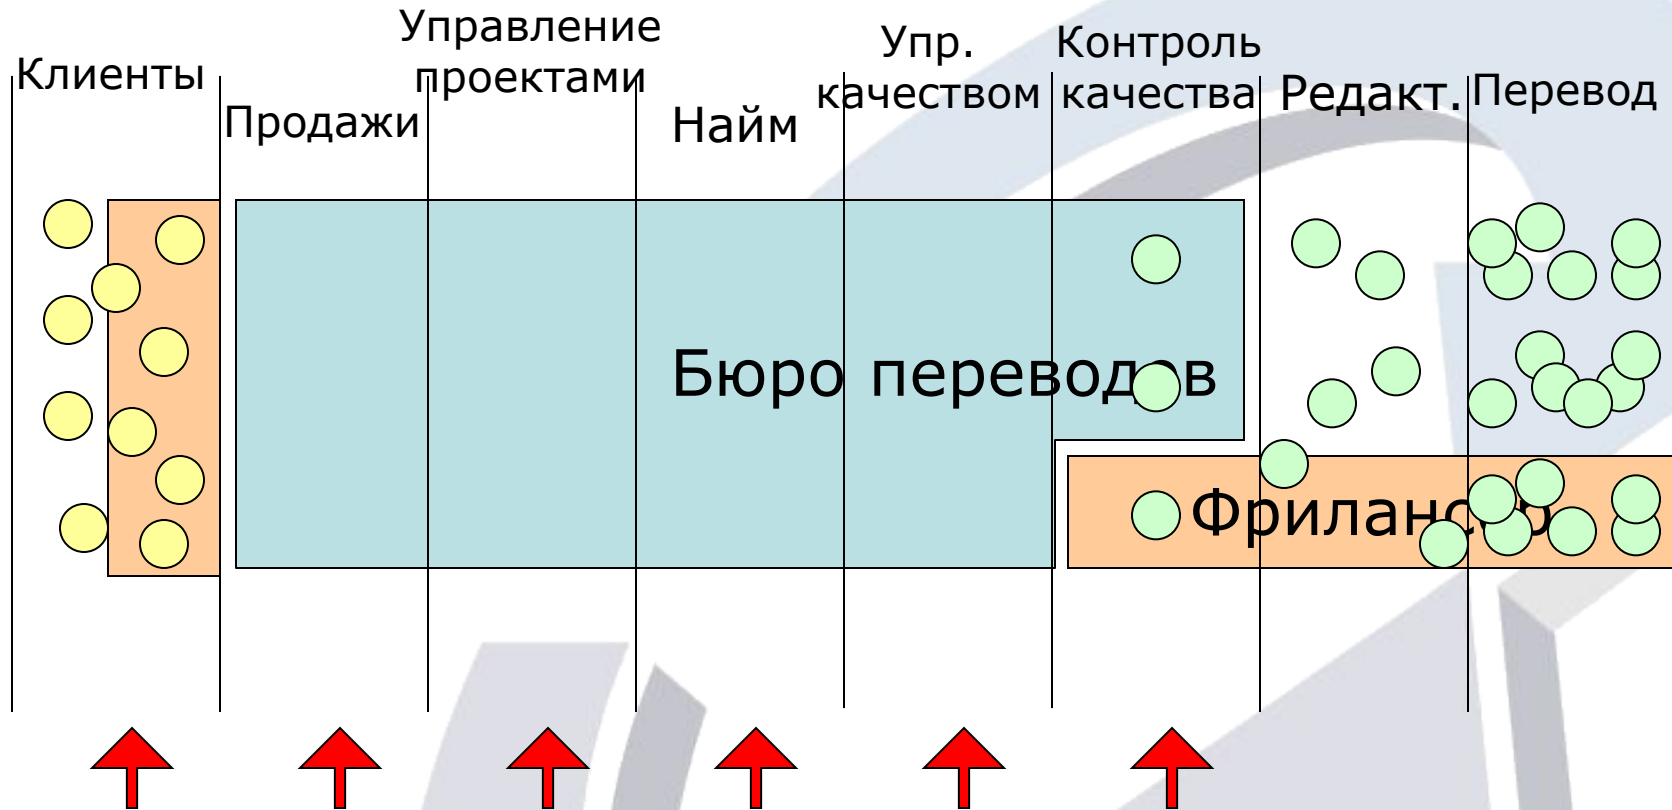 Клиенты
Продажи
Управление
проектами
Найм
Упр.
качеством
Контроль
качества
Редакт.
Перевод
Бюро переводов
Фрилансер